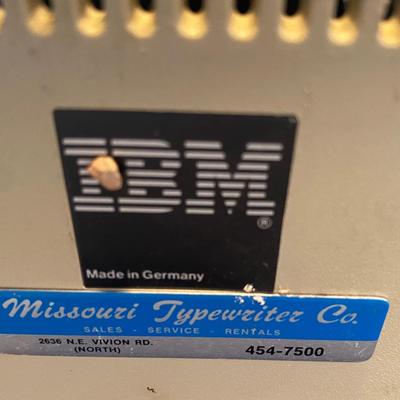 IBM®
Made in Germany
Missouri Typewriter Co.
SALES - SERVICE - RENTALS
2636 N.E. VIVION RD.
(NORTH) 454-7500